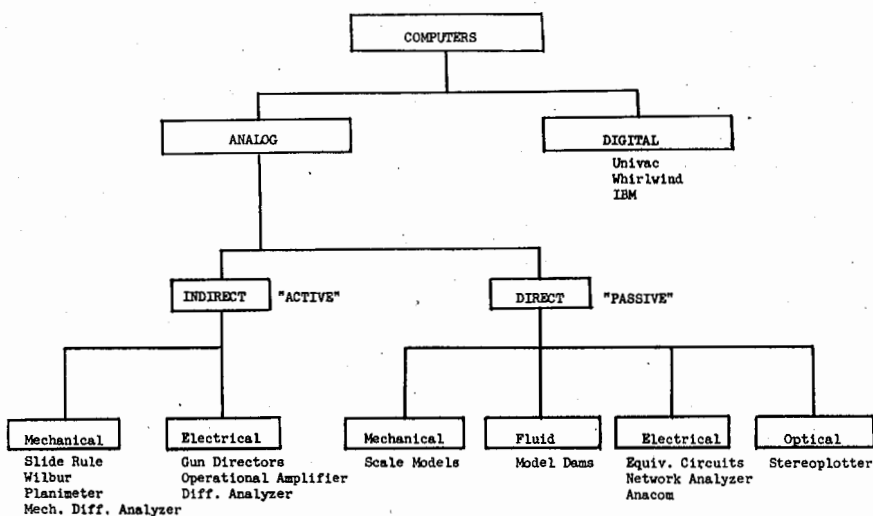 COMPUTERS
ANALOG
DIGITAL
Univac
Whirlwind
IBM
INDIRECT "ACTIVE"
DIRECT "PASSIVE"
Mechanical
Slide Rule
Wilbur
Planimeter
Mech. Diff. Analyzer
Electrical
Gun Directors
Operational Amplifier
Diff. Analyzer
Mechanical
Scale Models
Fluid
Model Dams
Electrical
Equiv. Circuits
Network Analyzer
Anacom
Optical
Stereoplotter